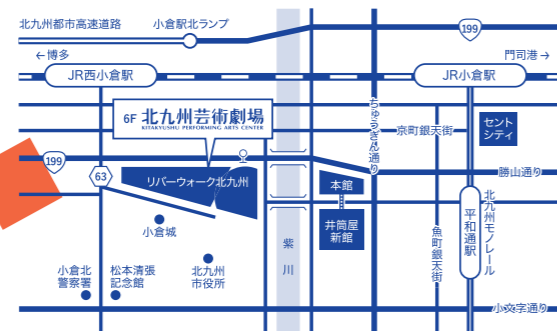 北九州都市高速道路
小倉駅北ランプ
199
←博多
門司港→
JR西小倉駅
JR小倉駅
6F 北九州芸術劇場
KITAKYUSHU PERFORMING ARTS CENTER
ちゅうぎん通り
京町銀天街
セント
シティ
199
63
リバーウォーク北九州
本館
勝山通り
小倉城
井筒屋
新館
紫川
魚町銀天街
平和通駅
北九州モノレール
小倉北
警察署
松本清張
記念館
北九州
市役所
小文字通り